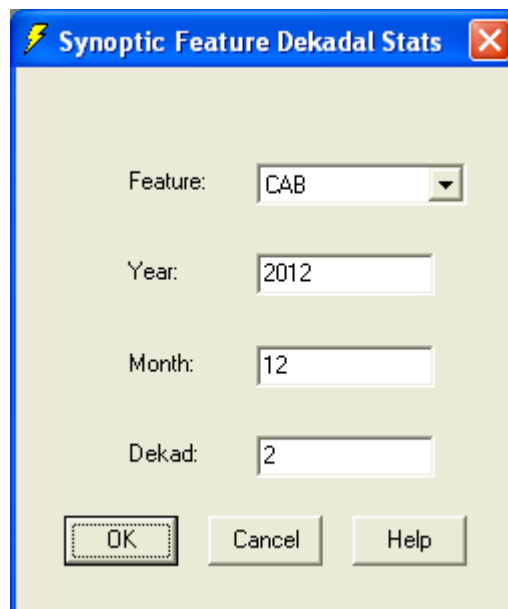 Synoptic Feature Dekadal Stats
Feature: CAB
Year: 2012
Month: 12
Dekad: 2
OK Cancel Help